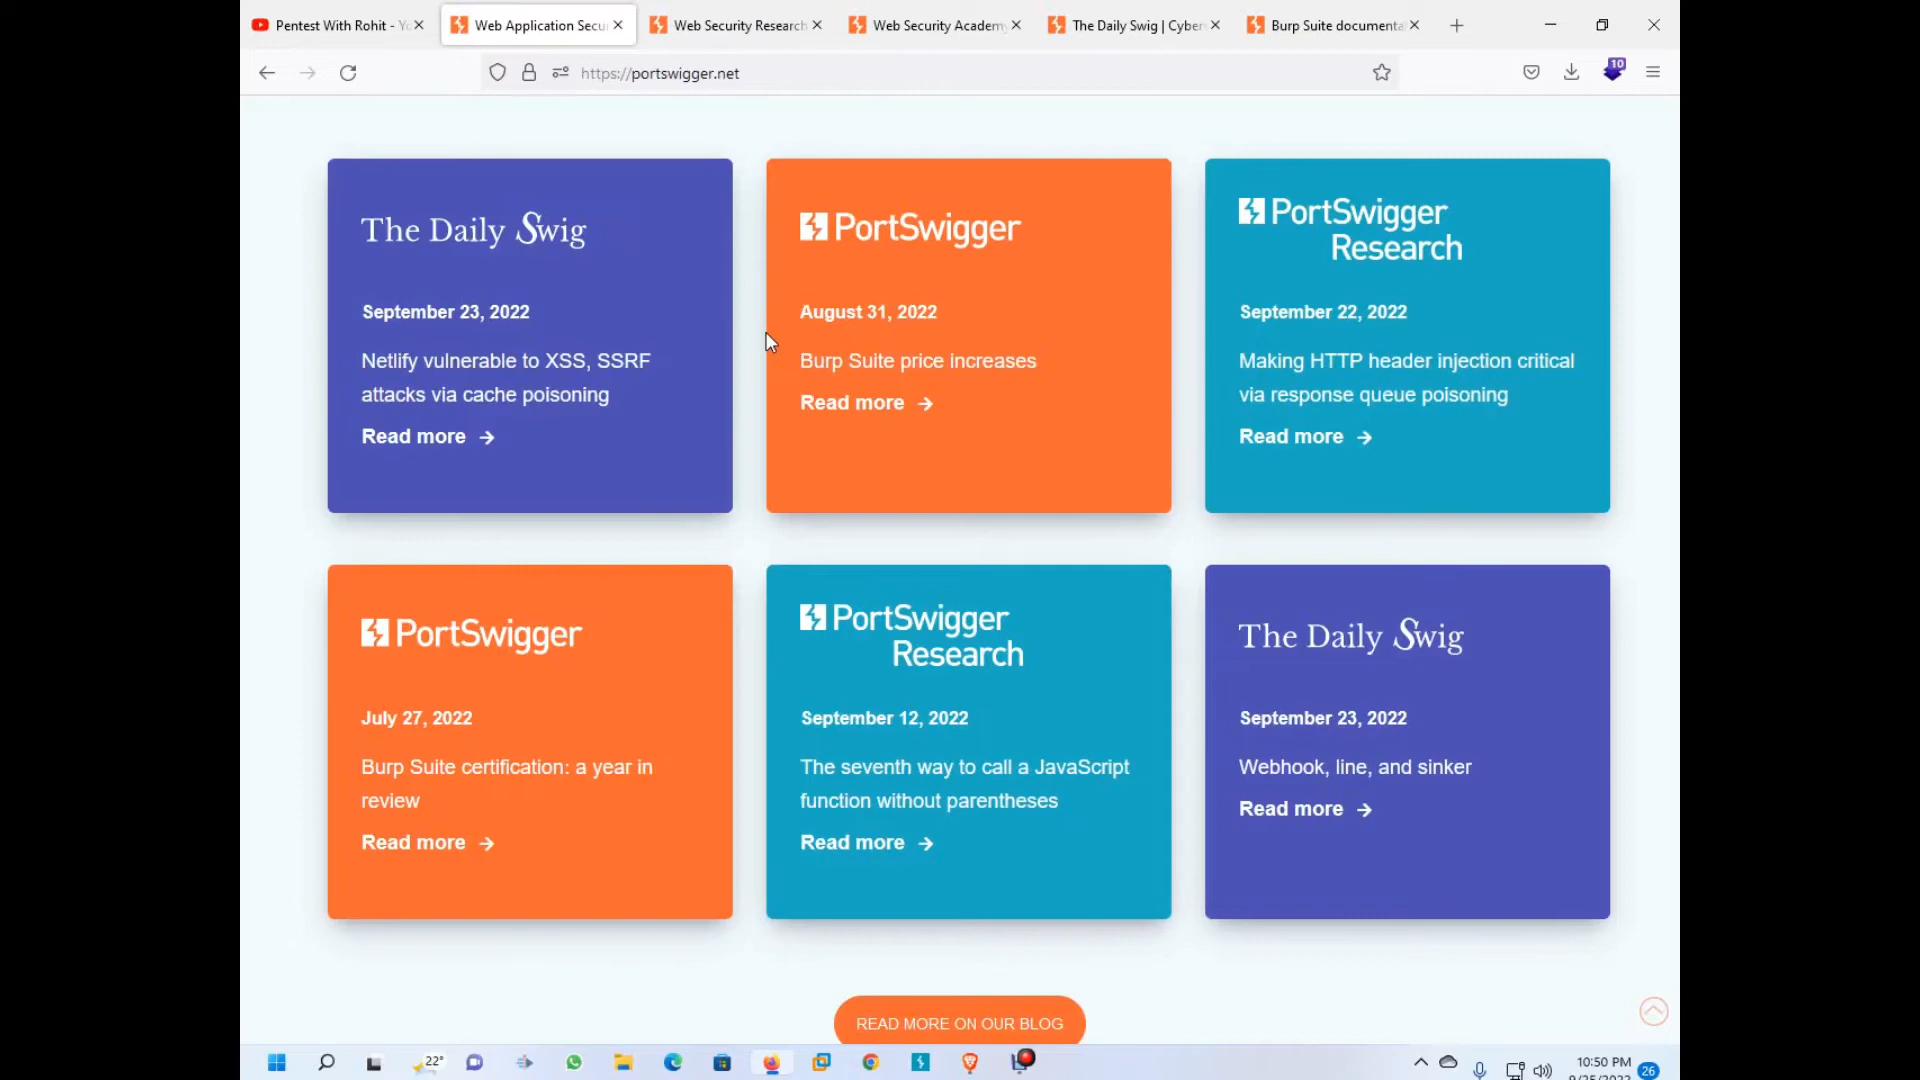 Pentest With Rohit - Yo
Web Application Secu
Web Security Research
Web Security Academy
The Daily Swig | Cyber
Burp Suite documenta
https://portswigger.net
10
The Daily Swig
September 23, 2022
Netlify vulnerable to XSS, SSRF
attacks via cache poisoning
Read more →
PortSwigger
August 31, 2022
Burp Suite price increases
Read more →
PortSwigger
Research
September 22, 2022
Making HTTP header injection critical
via response queue poisoning
Read more →
PortSwigger
July 27, 2022
Burp Suite certification: a year in
review
Read more →
PortSwigger
Research
September 12, 2022
The seventh way to call a JavaScript
function without parentheses
Read more →
The Daily Swig
September 23, 2022
Webhook, line, and sinker
Read more →
READ MORE ON OUR BLOG
22°
10:50 PM
26